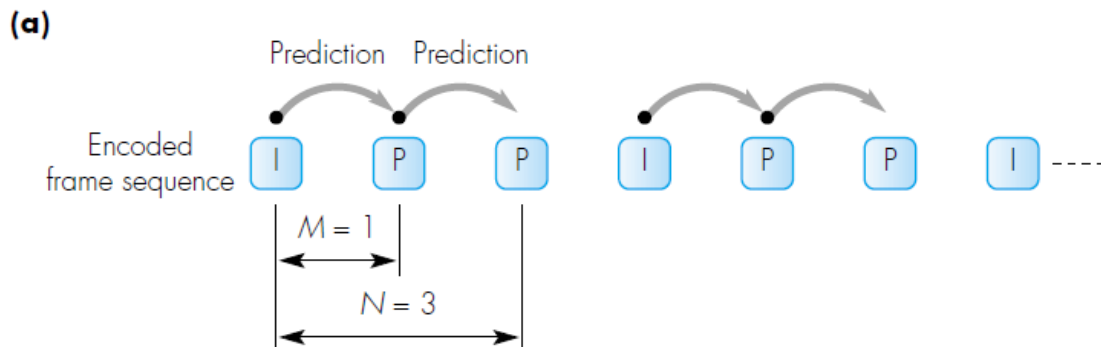 (a)
Prediction Prediction
Encoded
frame sequence
I P P I P P I
M = 1
N = 3